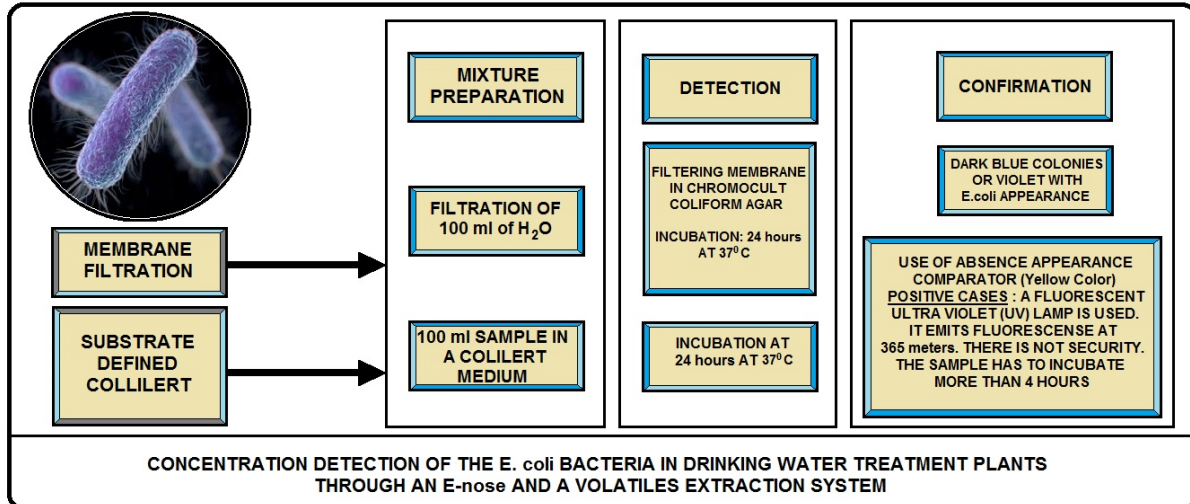 MEMBRANE
FILTRATION
SUBSTRATE
DEFINED
COLLILERT
MIXTURE
PREPARATION
FILTRATION OF
100 ml of H₂O
100 ml SAMPLE IN
A COLILERT
MEDIUM
DETECTION
FILTERING MEMBRANE
IN CHROMOCULT
COLIFORM AGAR
INCUBATION: 24 hours
AT 37⁰ C
INCUBATION AT
24 hours AT 37⁰C
CONFIRMATION
DARK BLUE COLONIES
OR VIOLET WITH
E.coli APPEARANCE
USE OF ABSENCE APPEARANCE
COMPARATOR (Yellow Color)
POSITIVE CASES : A FLUORESCENT
ULTRA VIOLET (UV) LAMP IS USED.
IT EMITS FLUORESCENSE AT
365 meters. THERE IS NOT SECURITY.
THE SAMPLE HAS TO INCUBATE
MORE THAN 4 HOURS
CONCENTRATION DETECTION OF THE E. coli BACTERIA IN DRINKING WATER TREATMENT PLANTS
THROUGH AN E-nose AND A VOLATILES EXTRACTION SYSTEM